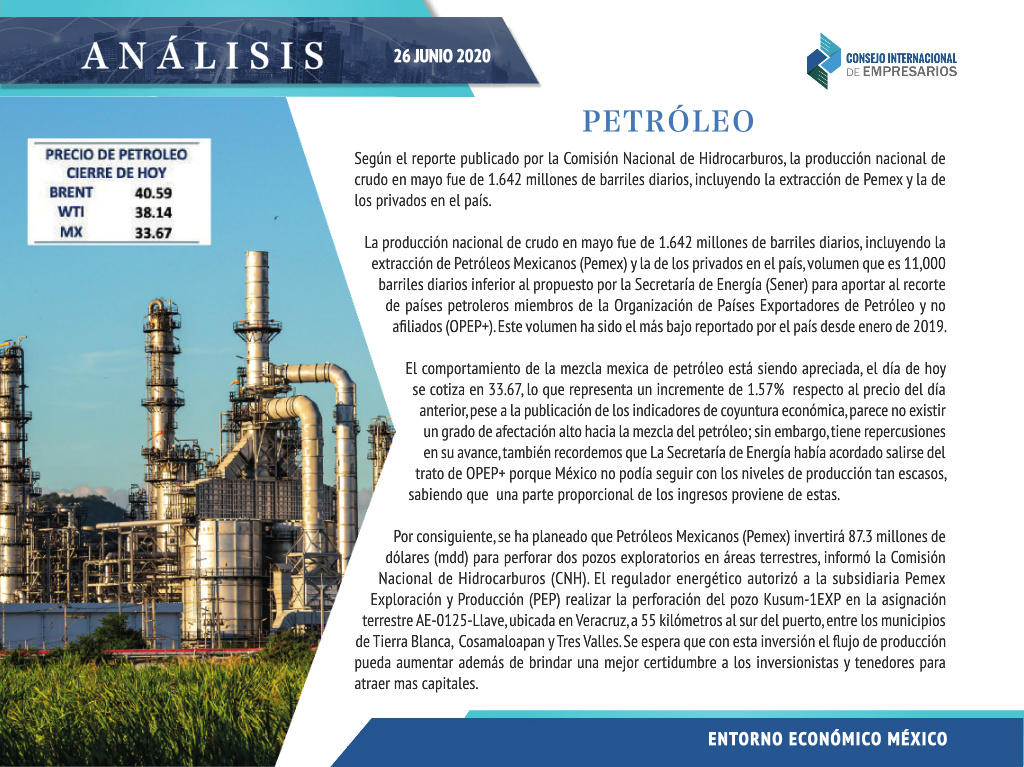 ANÁLISIS
26 JUNIO 2020
CONSEJO INTERNACIONAL
DE EMPRESARIOS
PETRÓLEO
PRECIO DE PETROLEO
CIERRE DE HOY
BRENT 40.59
WTI 38.14
MX 33.67
Según el reporte publicado por la Comisión Nacional de Hidrocarburos, la producción nacional de
crudo en mayo fue de 1.642 millones de barriles diarios, incluyendo la extracción de Pemex y la de
los privados en el país.
La producción nacional de crudo en mayo fue de 1.642 millones de barriles diarios, incluyendo la
extracción de Petróleos Mexicanos (Pemex) y la de los privados en el país, volumen que es 11,000
barriles diarios inferior al propuesto por la Secretaría de Energía (Sener) para aportar al recorte
de países petroleros miembros de la Organización de Países Exportadores de Petróleo y no
afiliados (OPEP+). Este volumen ha sido el más bajo reportado por el país desde enero de 2019.
El comportamiento de la mezcla mexica de petróleo está siendo apreciada, el día de hoy
se cotiza en 33.67, lo que representa un incremente de 1.57% respecto al precio del día
anterior, pese a la publicación de los indicadores de coyuntura económica, parece no existir
un grado de afectación alto hacia la mezcla del petróleo; sin embargo, tiene repercusiones
en su avance, también recordemos que La Secretaría de Energía había acordado salirse del
trato de OPEP+ porque México no podía seguir con los niveles de producción tan escasos,
sabiendo que una parte proporcional de los ingresos proviene de estas.
Por consiguiente, se ha planeado que Petróleos Mexicanos (Pemex) invertirá 87.3 millones de
dólares (mdd) para perforar dos pozos exploratorios en áreas terrestres, informó la Comisión
Nacional de Hidrocarburos (CNH). El regulador energético autorizó a la subsidiaria Pemex
Exploración y Producción (PEP) realizar la perforación del pozo Kusum-1EXP en la asignación
terrestre AE-0125-Llave, ubicada en Veracruz, a 55 kilómetros al sur del puerto, entre los municipios
de Tierra Blanca, Cosamaloapan y Tres Valles. Se espera que con esta inversión el flujo de producción
pueda aumentar además de brindar una mejor certidumbre a los inversionistas y tenedores para
atraer mas capitales.
ENTORNO ECONÓMICO MÉXICO